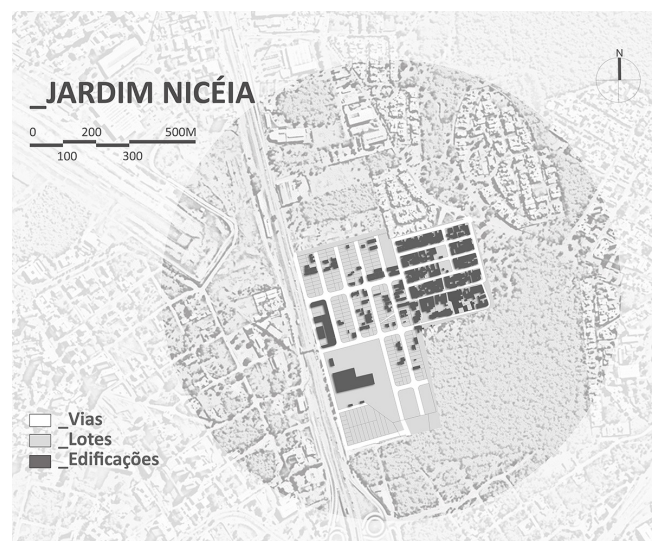 N
_JARDIM NICÉIA
0 200 500M
100 300
_Vias
_Lotes
_Edificações